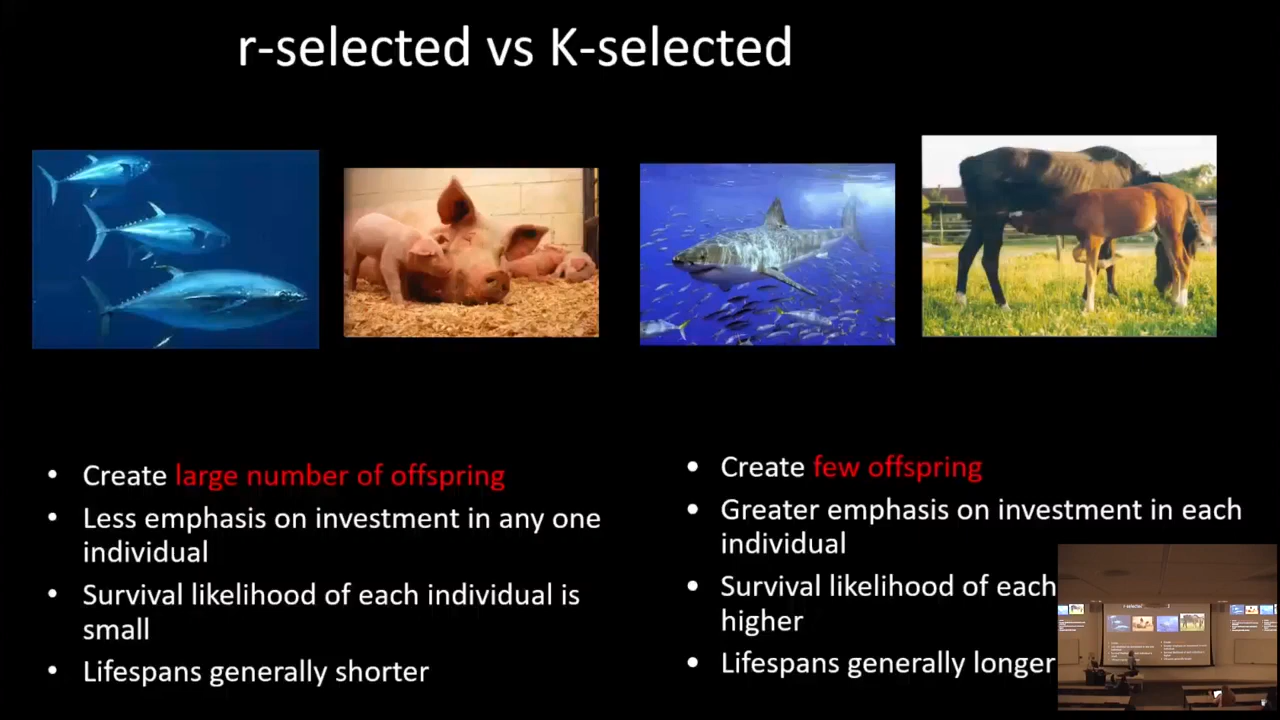 r-selected vs K-selected
• Create large number of offspring
• Less emphasis on investment in any one
individual
• Survival likelihood of each individual is
small
• Lifespans generally shorter
• Create few offspring
• Greater emphasis on investment in each
individual
• Survival likelihood of each
higher
• Lifespans generally longer